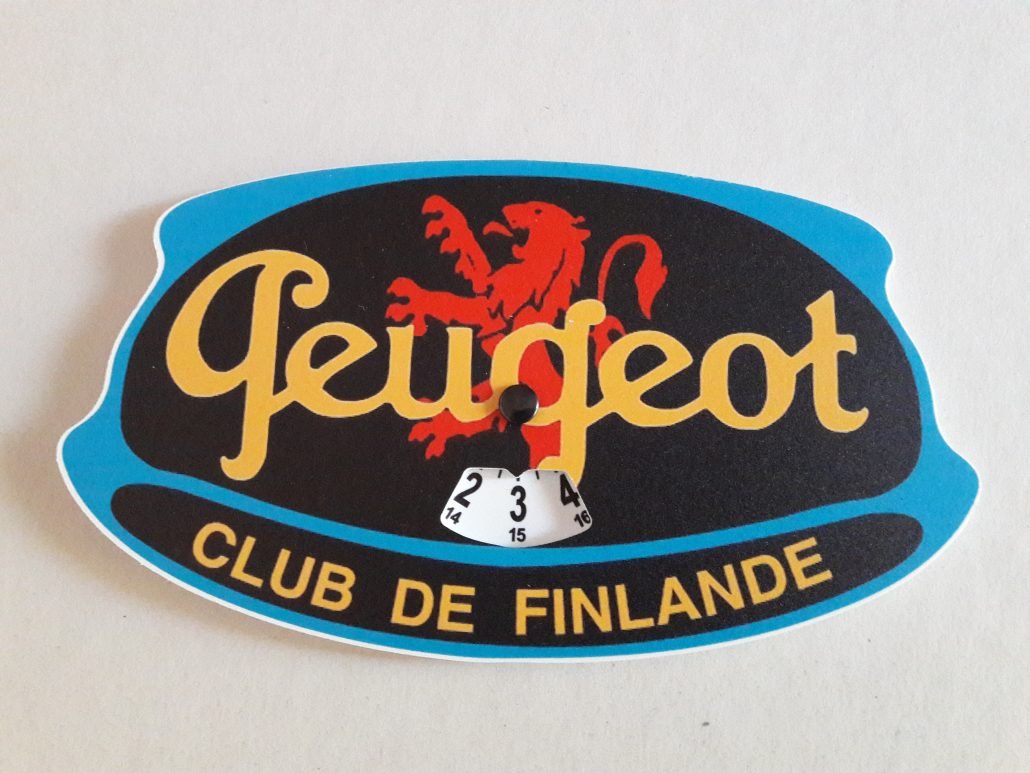 Peugeot
2 3 4
14 15 16
CLUB DE FINLANDE